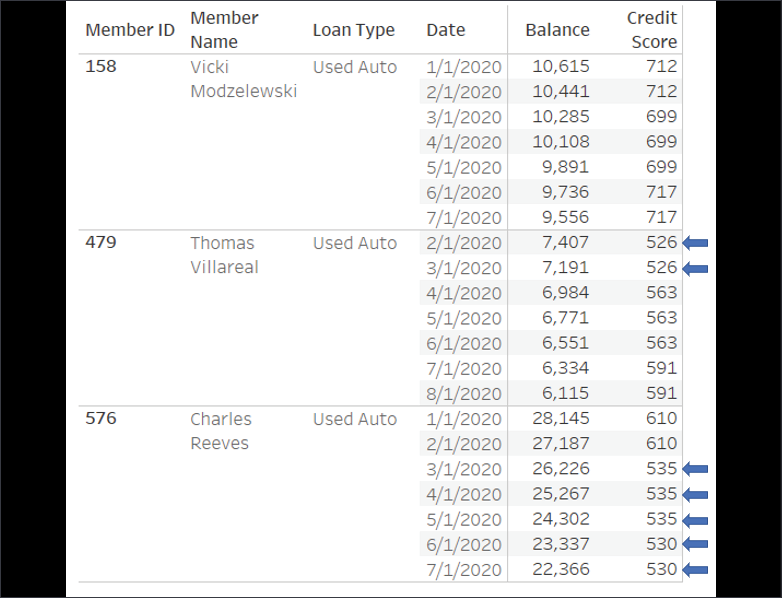 Member ID Member Name Loan Type Date Balance Credit Score
158 Vicki Modzelewski Used Auto 1/1/2020 10,615 712
2/1/2020 10,441 712
3/1/2020 10,285 699
4/1/2020 10,108 699
5/1/2020 9,891 699
6/1/2020 9,736 717
7/1/2020 9,556 717
479 Thomas Villareal Used Auto 2/1/2020 7,407 526
3/1/2020 7,191 526
4/1/2020 6,984 563
5/1/2020 6,771 563
6/1/2020 6,551 563
7/1/2020 6,334 591
8/1/2020 6,115 591
576 Charles Reeves Used Auto 1/1/2020 28,145 610
2/1/2020 27,187 610
3/1/2020 26,226 535
4/1/2020 25,267 535
5/1/2020 24,302 535
6/1/2020 23,337 530
7/1/2020 22,366 530